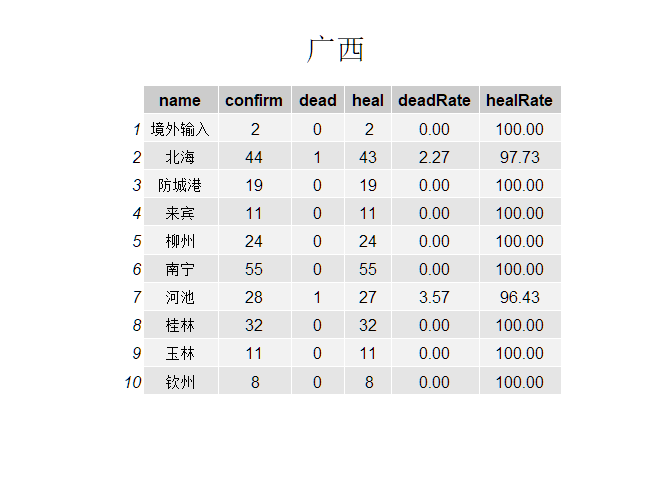 广西
name confirm dead heal deadRate healRate
1 境外输入 2 0 2 0.00 100.00
2 北海 44 1 43 2.27 97.73
3 防城港 19 0 19 0.00 100.00
4 来宾 11 0 11 0.00 100.00
5 柳州 24 0 24 0.00 100.00
6 南宁 55 0 55 0.00 100.00
7 河池 28 1 27 3.57 96.43
8 桂林 32 0 32 0.00 100.00
9 玉林 11 0 11 0.00 100.00
10 钦州 8 0 8 0.00 100.00